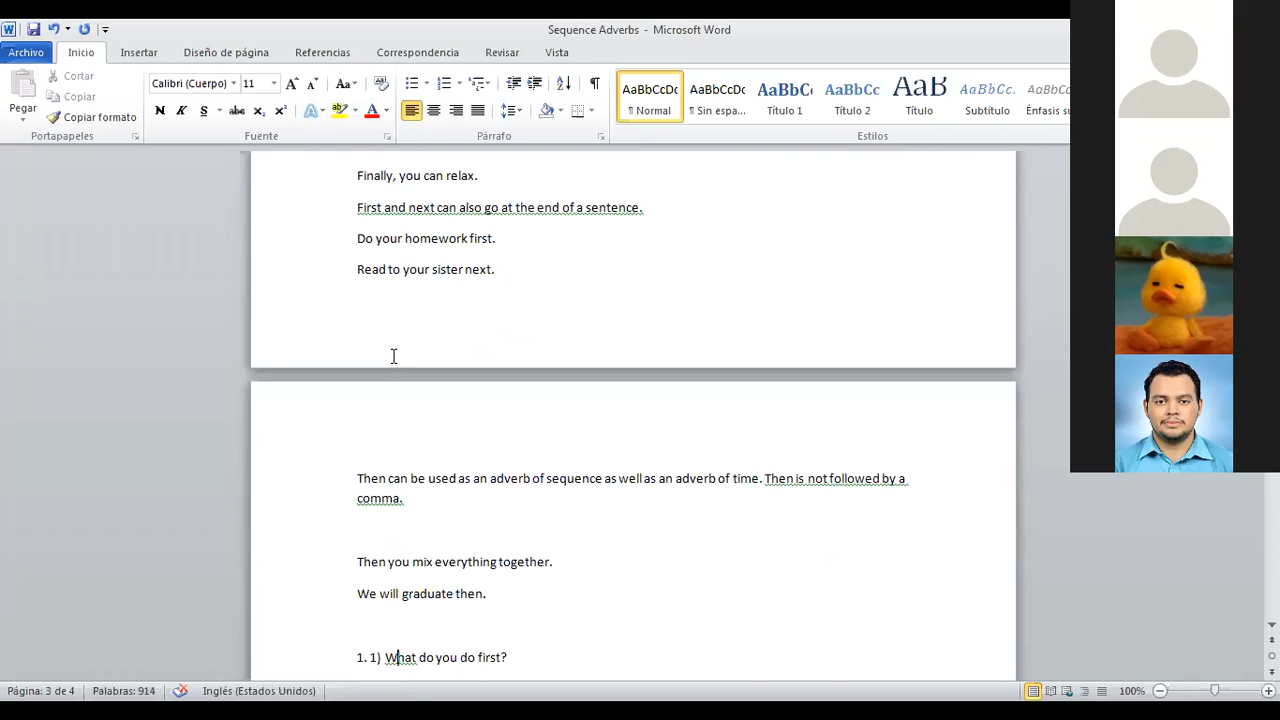 Sequence Adverbs - Microsoft Word
Archivo Inicio Insertar Diseño de página Referencias Correspondencia Revisar Vista
Pegar
Cortar
Copiar
Copiar formato
Portapapeles
Calibri (Cuerpo) 11
Fuente
Párrafo
AaBbCcDc AaBbCcDc AaBbC AaBbCc AaB AaBbCc. AaBbCc
¶ Normal ¶ Sin espa... Título 1 Título 2 Título Subtítulo Énfasis su
Estilos
Finally, you can relax.
First and next can also go at the end of a sentence.
Do your homework first.
Read to your sister next.
Then can be used as an adverb of sequence as well as an adverb of time. Then is not followed by a
comma.
Then you mix everything together.
We will graduate then.
1. 1) What do you do first?
Página: 3 de 4 Palabras: 914 Inglés (Estados Unidos) 100%